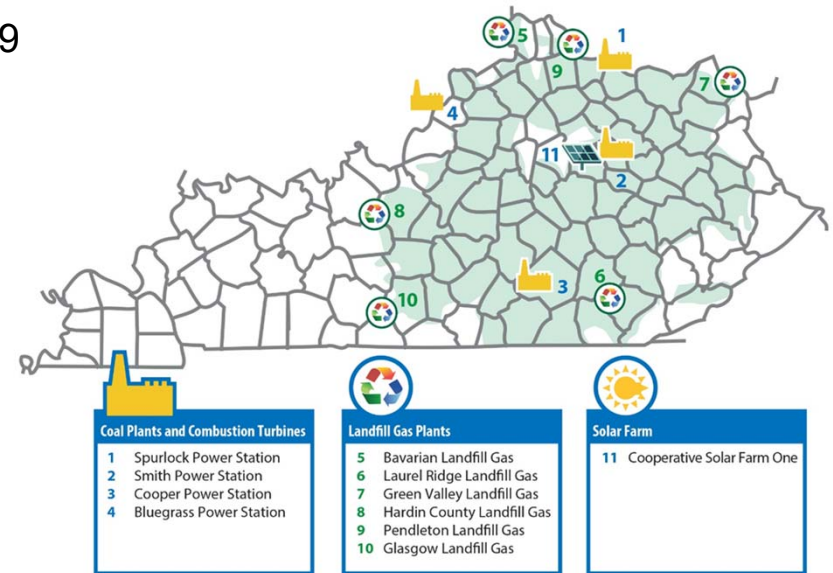 9
5
1
9
7
4
11
2
8
3
6
10
Coal Plants and Combustion Turbines
1 Spurlock Power Station
2 Smith Power Station
3 Cooper Power Station
4 Bluegrass Power Station
Landfill Gas Plants
5 Bavarian Landfill Gas
6 Laurel Ridge Landfill Gas
7 Green Valley Landfill Gas
8 Hardin County Landfill Gas
9 Pendleton Landfill Gas
10 Glasgow Landfill Gas
Solar Farm
11 Cooperative Solar Farm One